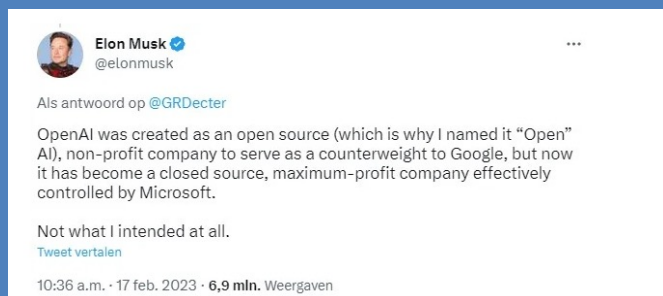 Elon Musk
@elonmusk
Als antwoord op @GRDecter
OpenAI was created as an open source (which is why I named it “Open”
AI), non-profit company to serve as a counterweight to Google, but now
it has become a closed source, maximum-profit company effectively
controlled by Microsoft.
Not what I intended at all.
Tweet vertalen
10:36 a.m. · 17 feb. 2023 · 6,9 mln. Weergaven